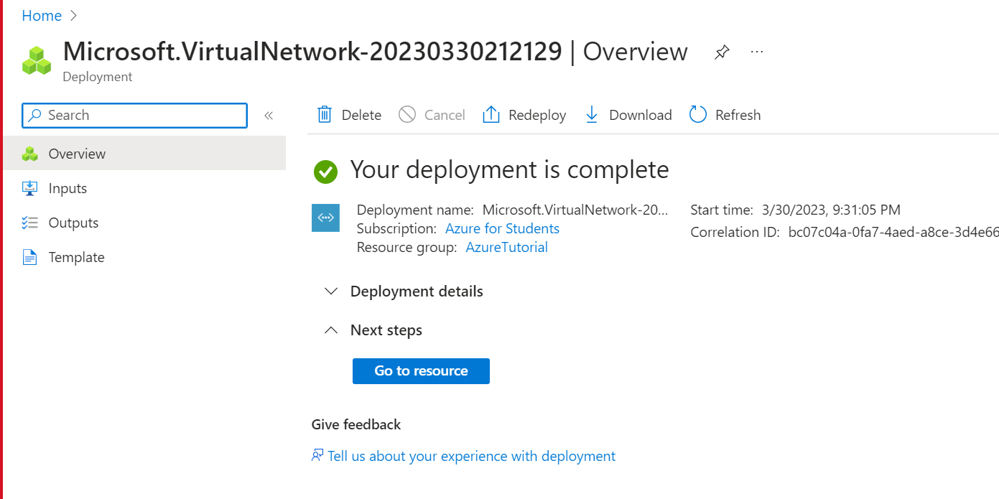 Home
Microsoft.VirtualNetwork-20230330212129 | Overview
Deployment
Search
Delete
Cancel
Redeploy
Download
Refresh
Overview
Inputs
Outputs
Template
Your deployment is complete
Deployment name: Microsoft.VirtualNetwork-20...
Subscription: Azure for Students
Resource group: AzureTutorial
Start time: 3/30/2023, 9:31:05 PM
Correlation ID: bc07c04a-0fa7-4aed-a8ce-3d4e66
Deployment details
Next steps
Go to resource
Give feedback
Tell us about your experience with deployment